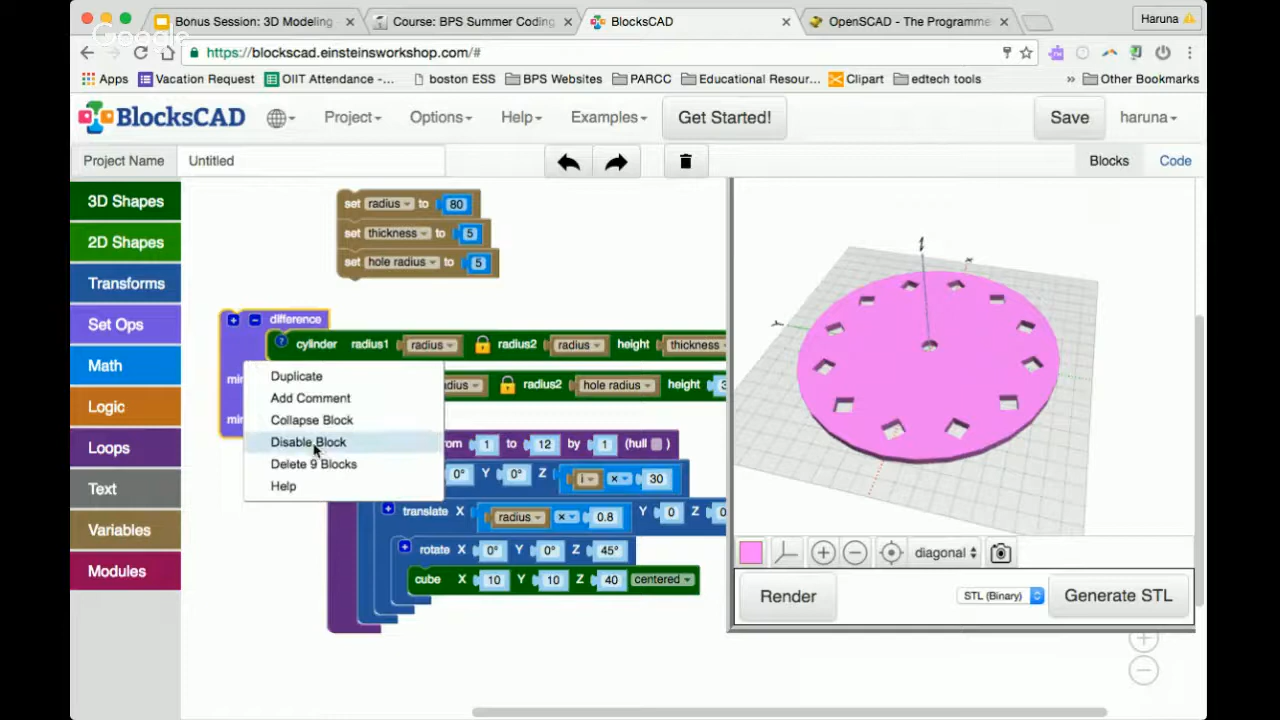 Bonus Session: 3D Modeling
Course: BPS Summer Coding
BlocksCAD
OpenSCAD - The Programme
Haruna
Google
https://blockscad.einsteinsworkshop.com/#
Apps
Vacation Request
OIIT Attendance -...
boston ESS
BPS Websites
PARCC
Educational Resour...
Clipart
edtech tools
»
Other Bookmarks
BlocksCAD
Project
Options
Help
Examples
Get Started!
Save
haruna
Project Name
Untitled
Blocks
Code
3D Shapes
2D Shapes
Transforms
Set Ops
Math
Logic
Loops
Text
Variables
Modules
set radius to 80
set thickness to 5
set hole radius to 5
+ - difference
? cylinder radius1 radius radius2 radius height thickness
radius2 hole radius height
Duplicate
Add Comment
Collapse Block
Disable Block
Delete 9 Blocks
Help
1 to 12 by 1 (hull )
0° Y 0° Z i × 30
+ translate X radius × 0.8 Y 0 Z
+ rotate X 0° Y 0° Z 45°
cube X 10 Y 10 Z 40 centered
diagonal
Render
STL (Binary)
Generate STL